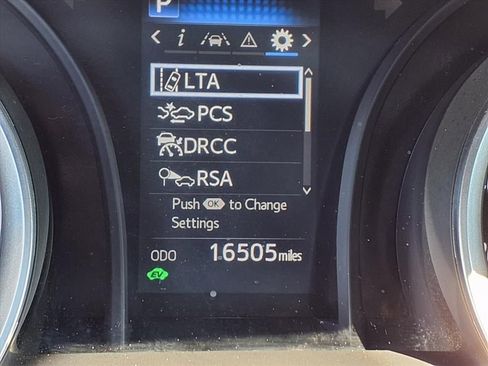 P
< i >
LTA
PCS
DRCC
RSA
Push OK to Change
Settings
ODO 16505 miles
EV